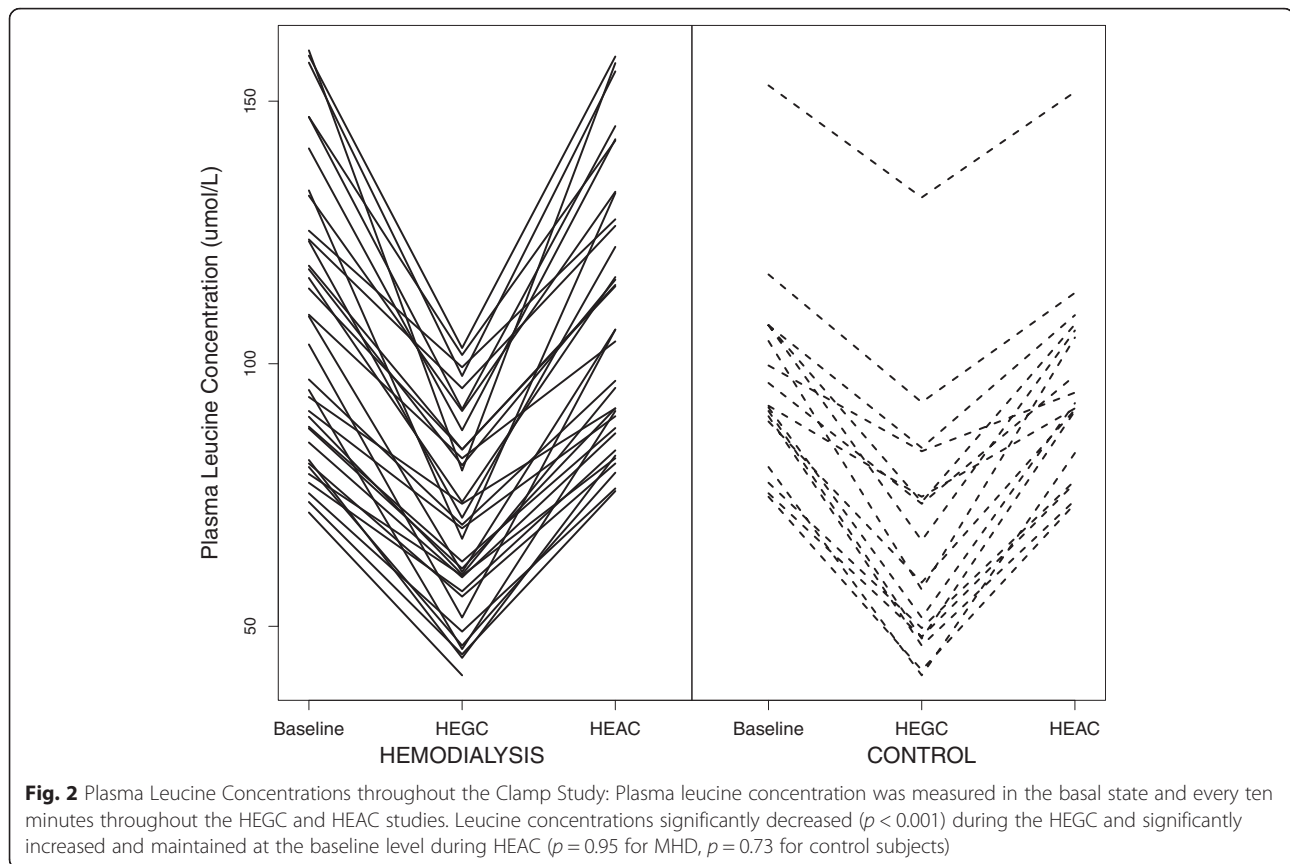 Plasma Leucine Concentration (umol/L)
150
100
50
Baseline HEGC HEAC Baseline HEGC HEAC
HEMODIALYSIS CONTROL
Fig. 2 Plasma Leucine Concentrations throughout the Clamp Study: Plasma leucine concentration was measured in the basal state and every ten
minutes throughout the HEGC and HEAC studies. Leucine concentrations significantly decreased (p < 0.001) during the HEGC and significantly
increased and maintained at the baseline level during HEAC (p = 0.95 for MHD, p = 0.73 for control subjects)